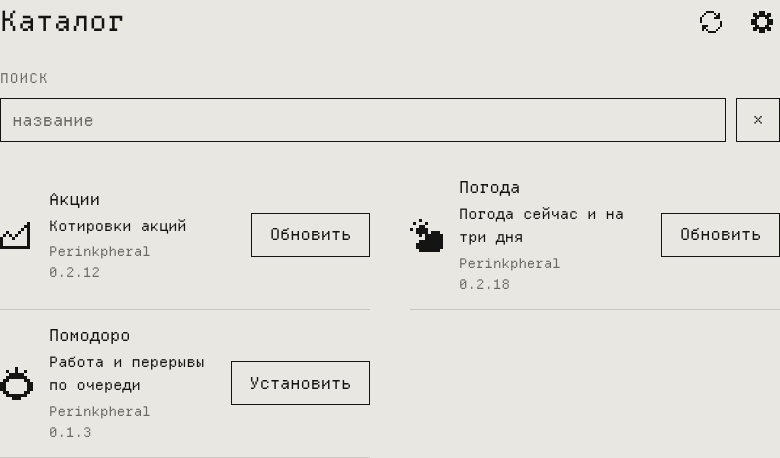 Каталог
ПОИСК
название
×
Акции
Котировки акций
Perinkpheral
0.2.12
Обновить
Погода
Погода сейчас и на
три дня
Perinkpheral
0.2.18
Обновить
Помодоро
Работа и перерывы
по очереди
Perinkpheral
0.1.3
Установить